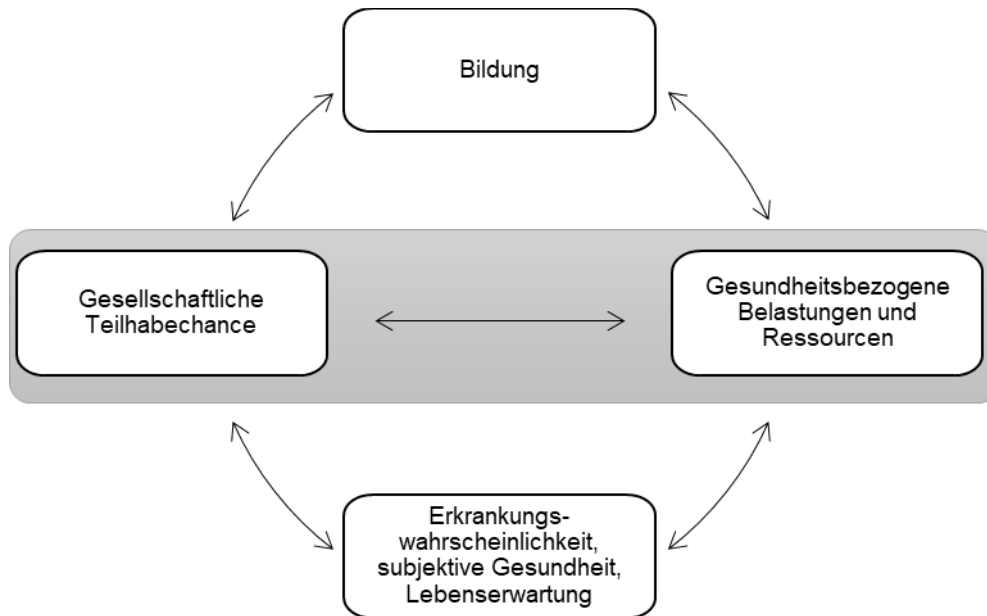 Bildung
Gesellschaftliche
Teilhabechance
Gesundheitsbezogene
Belastungen und
Ressourcen
Erkrankungs-
wahrscheinlichkeit,
subjektive Gesundheit,
Lebenserwartung